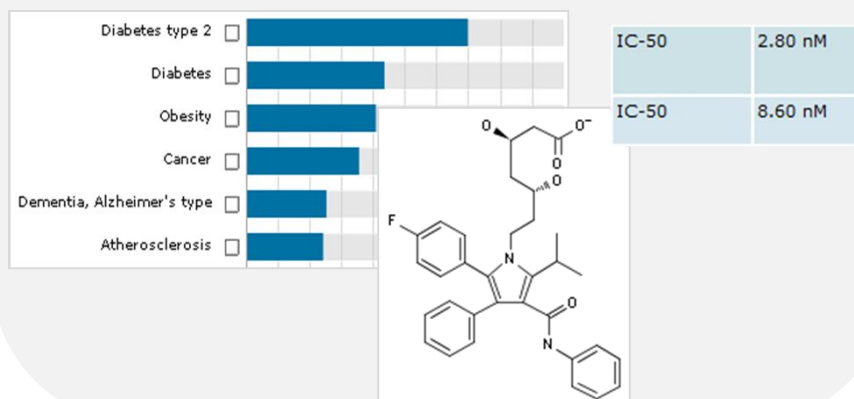 Diabetes type 2
Diabetes
Obesity
Cancer
Dementia, Alzheimer's type
Atherosclerosis
IC-50 2.80 nM
IC-50 8.60 nM
O
O⁻
O
O
F
N
O
N